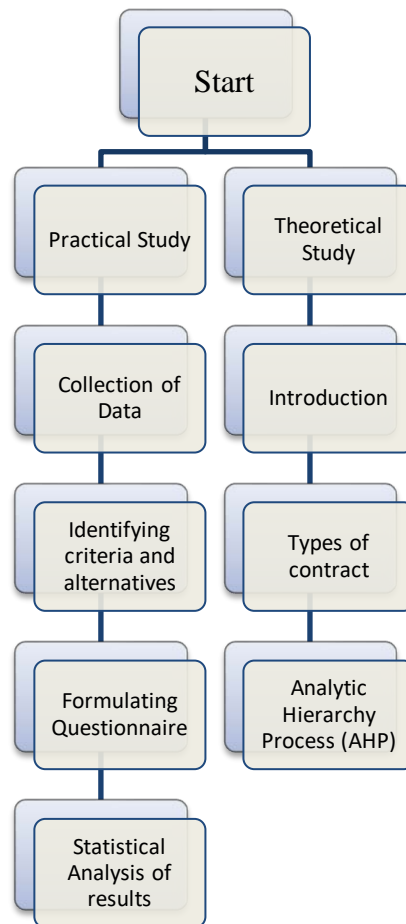 Start
Practical Study
Theoretical
Study
Collection of
Data
Introduction
Identifying
criteria and
alternatives
Types of
contract
Formulating
Questionnaire
Analytic
Hierarchy
Process (AHP)
Statistical
Analysis of
results